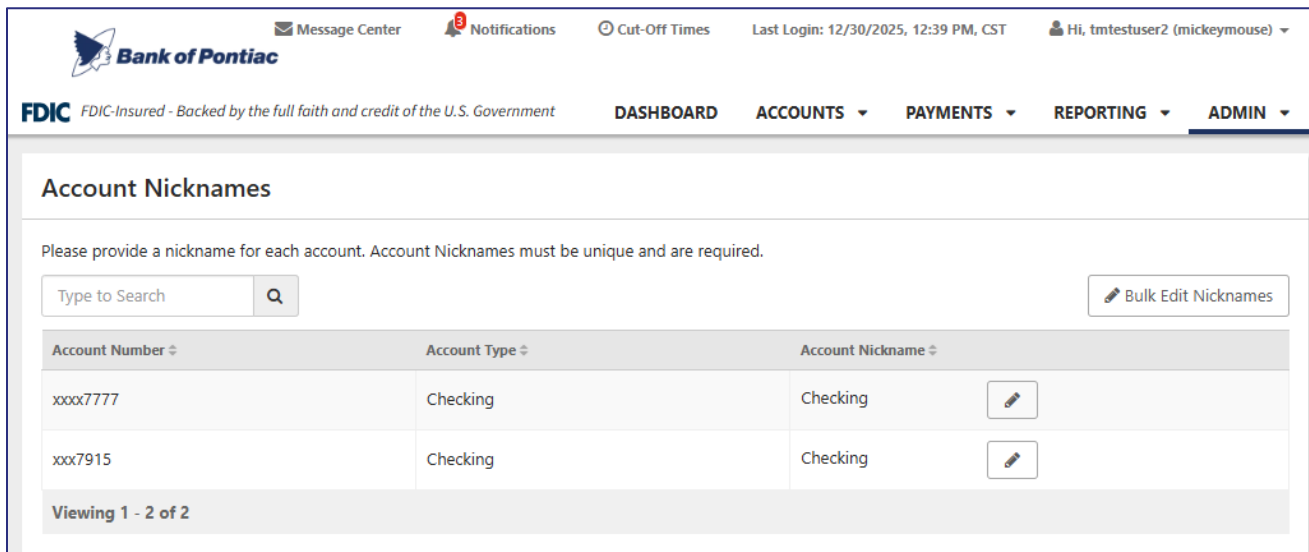 Message Center 3 Notifications Cut-Off Times Last Login: 12/30/2025, 12:39 PM, CST Hi, tmtestuser2 (mickeymouse)
Bank of Pontiac
FDIC FDIC-Insured - Backed by the full faith and credit of the U.S. Government DASHBOARD ACCOUNTS PAYMENTS REPORTING ADMIN
Account Nicknames
Please provide a nickname for each account. Account Nicknames must be unique and are required.
Type to Search Bulk Edit Nicknames
Account Number Account Type Account Nickname
xxxx7777 Checking Checking
xxx7915 Checking Checking
Viewing 1 - 2 of 2